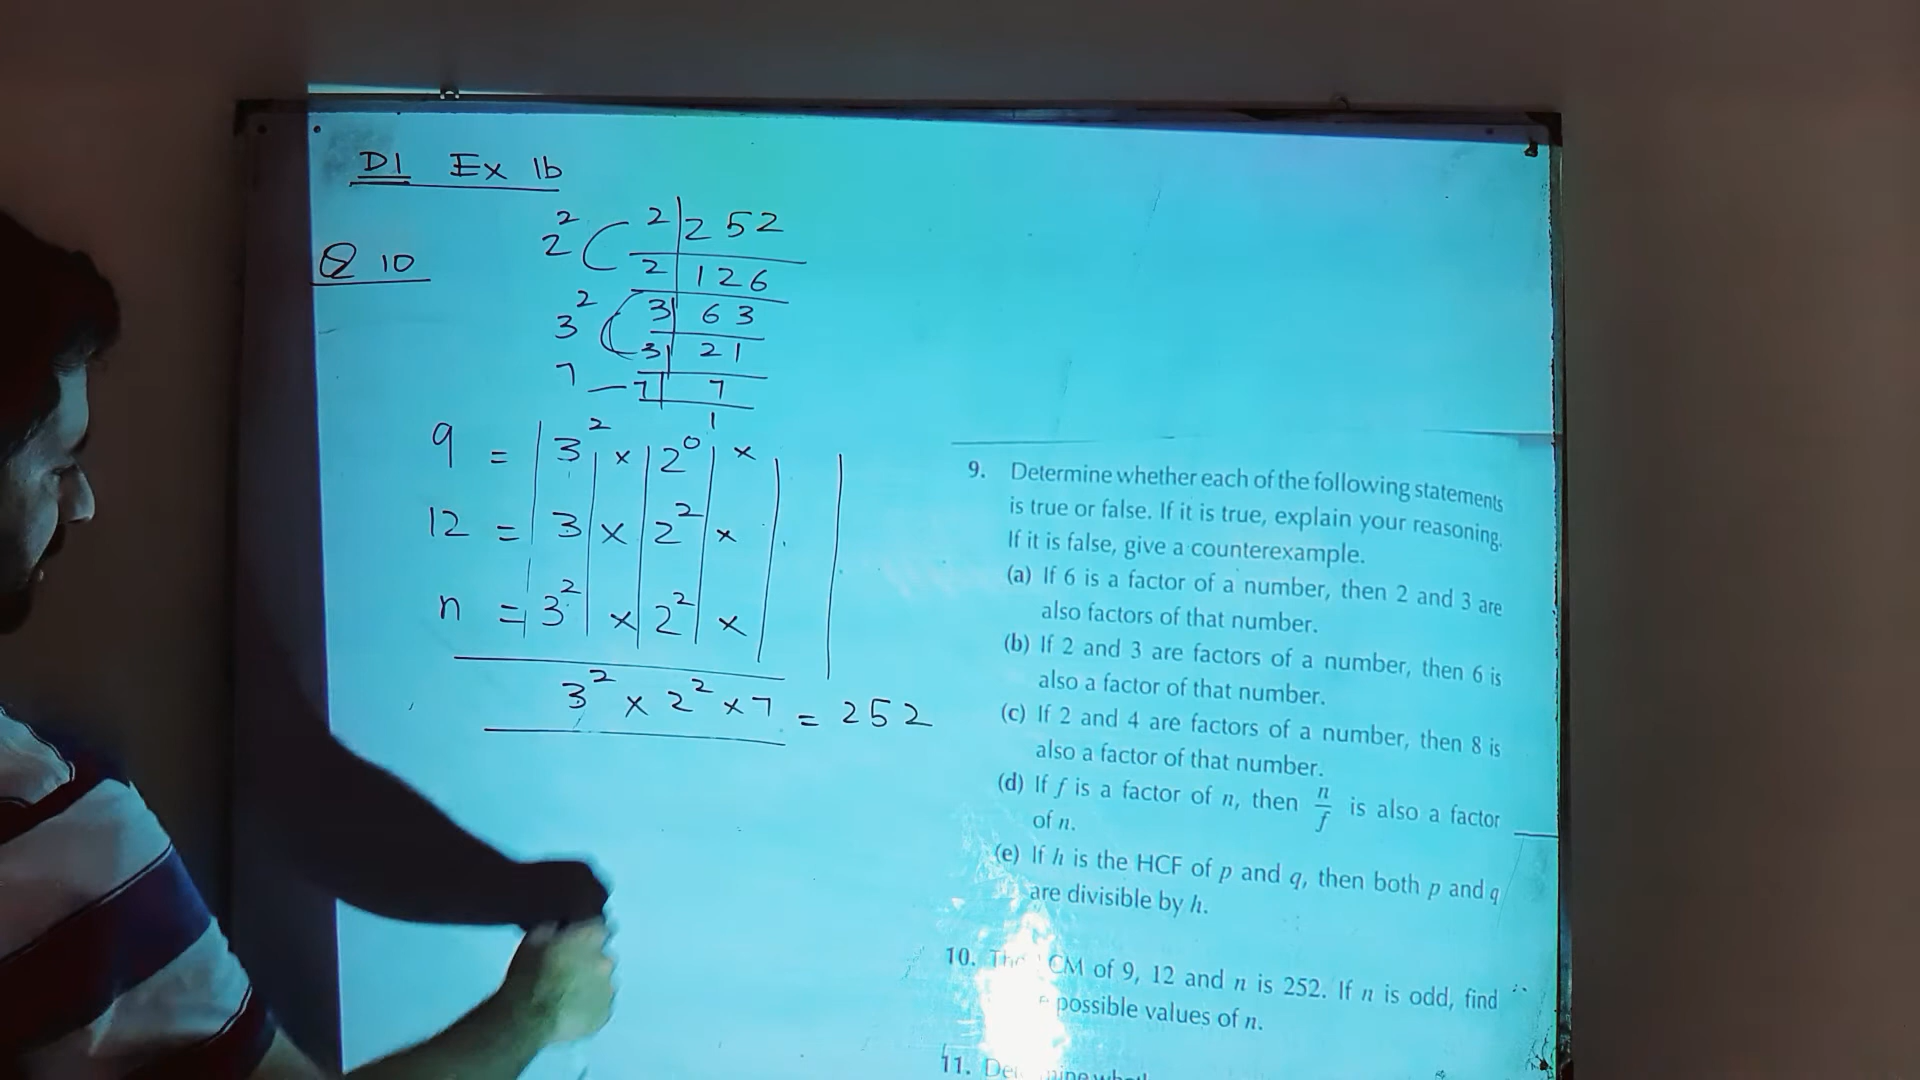 D1 Ex 1b
Q 10
2² 2 252
2 126
3² 3 63
3 21
7 — 7 7
1
9 = 3² × 2⁰ ×
12 = 3 × 2² ×
n = 3² × 2² ×
3² × 2² × 7 = 252
9. Determine whether each of the following statements
is true or false. If it is true, explain your reasoning.
If it is false, give a counterexample.
(a) If 6 is a factor of a number, then 2 and 3 are
also factors of that number.
(b) If 2 and 3 are factors of a number, then 6 is
also a factor of that number.
(c) If 2 and 4 are factors of a number, then 8 is
also a factor of that number.
(d) If f is a factor of n, then n/f is also a factor
of n.
(e) If h is the HCF of p and q, then both p and q
are divisible by h.
10. CM of 9, 12 and n is 252. If n is odd, find
possible values of n.
11.